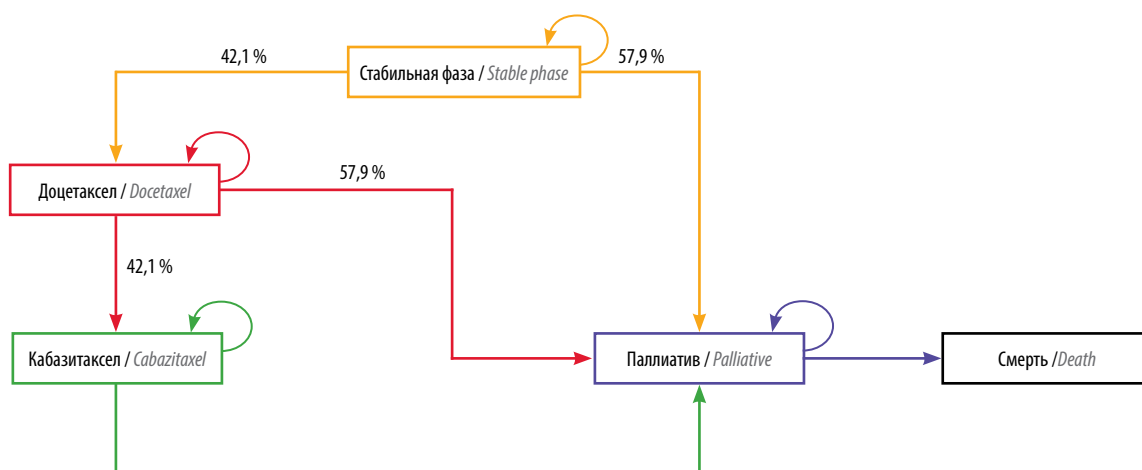 42,1 %
57,9 %
Стабильная фаза / Stable phase
57,9 %
Доцетаксел / Docetaxel
42,1 %
Кабазитаксел / Cabazitaxel
Паллиатив / Palliative
Смерть /Death